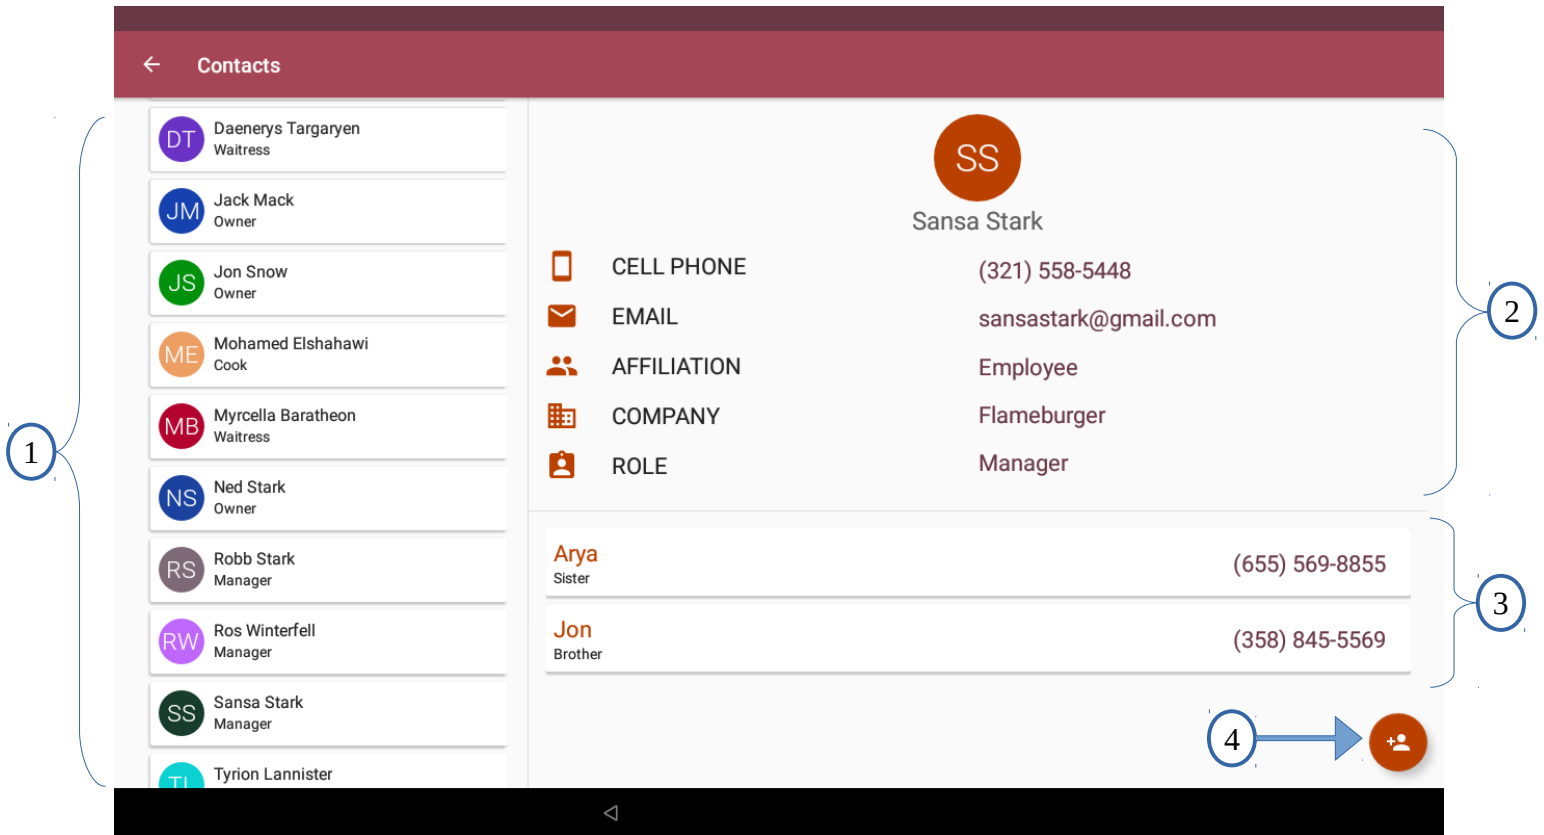 Contacts
DT
Daenerys Targaryen
Waitress
JM
Jack Mack
Owner
JS
Jon Snow
Owner
ME
Mohamed Elshahawi
Cook
MB
Myrcella Baratheon
Waitress
NS
Ned Stark
Owner
RS
Robb Stark
Manager
RW
Ros Winterfell
Manager
SS
Sansa Stark
Manager
TL
Tyrion Lannister
1
SS
Sansa Stark
CELL PHONE (321) 558-5448
EMAIL sansastark@gmail.com
AFFILIATION Employee
COMPANY Flameburger
ROLE Manager
2
Arya
Sister
(655) 569-8855
Jon
Brother
(358) 845-5569
3
4